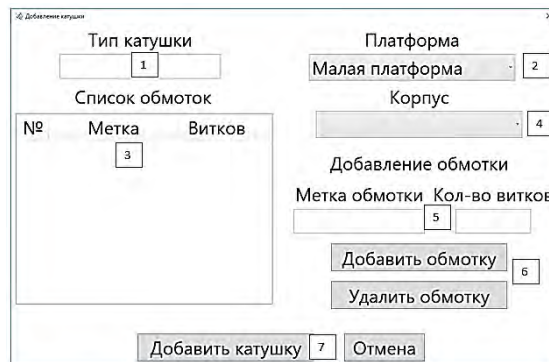 Добавление катушки
Тип катушки
1
Платформа
Малая платформа
2
Список обмоток
№ Метка Витков
3
Корпус
4
Добавление обмотки
Метка обмотки Кол-во витков
5
Добавить обмотку
6
Удалить обмотку
Добавить катушку 7 Отмена